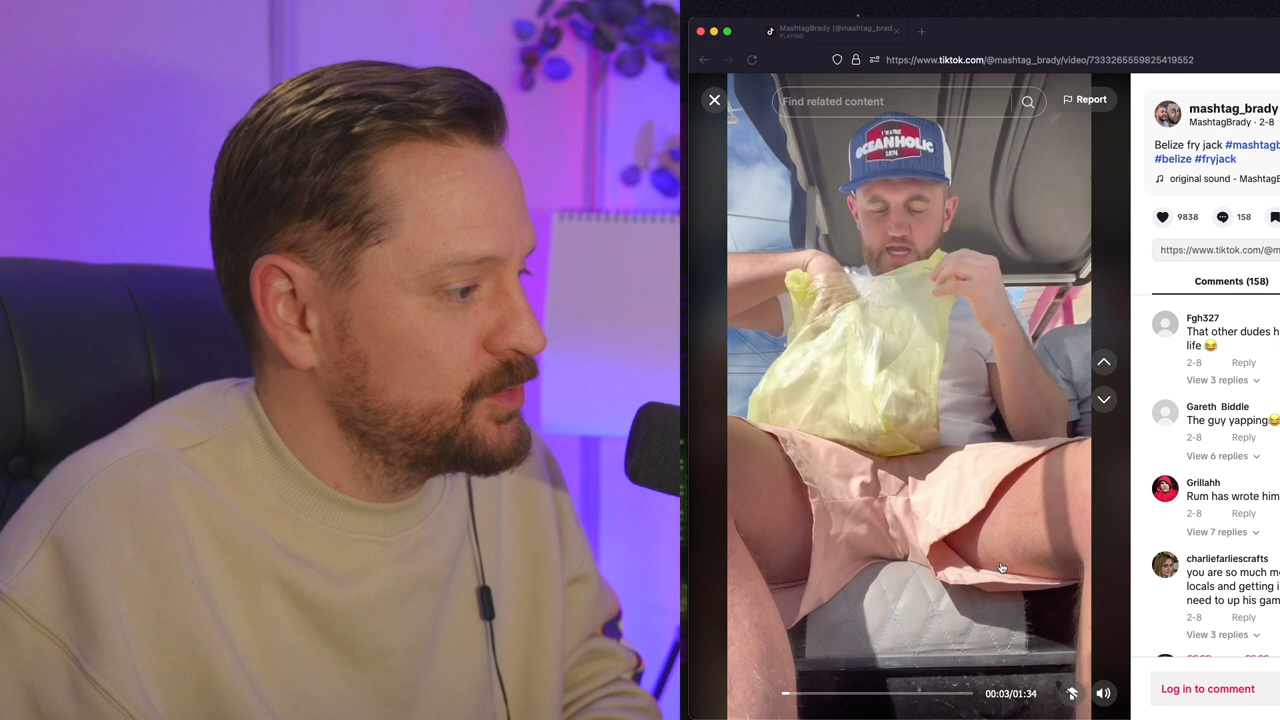 MashtagBrady (@mashtag_brad
PLAYING
https://www.tiktok.com/@mashtag_brady/video/7333265559825419552
Find related content
Report
I'M A TRUE
OCEANHOLIC
1974
00:03/01:34
mashtag_brady
MashtagBrady · 2-8
Belize fry jack #mashtagb
#belize #fryjack
original sound - MashtagB
9838
158
https://www.tiktok.com/@m
Comments (158)
Fgh327
That other dudes h
life 😂
2-8 Reply
View 3 replies
Gareth Biddle
The guy yapping😂
2-8 Reply
View 6 replies
Grillahh
Rum has wrote him
2-8 Reply
View 7 replies
charliefarliescrafts
you are so much m
locals and getting i
need to up his gam
2-8 Reply
View 3 replies
Log in to comment